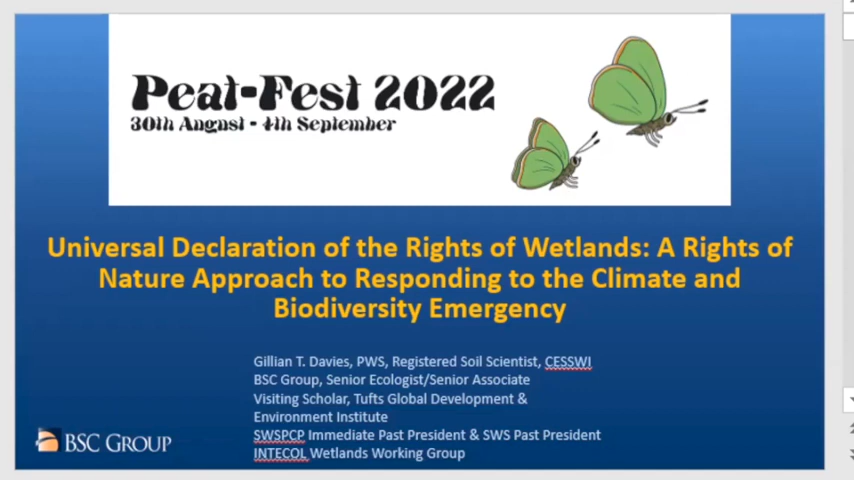 Peat-Fest 2022
30th August - 4th September
Universal Declaration of the Rights of Wetlands: A Rights of
Nature Approach to Responding to the Climate and
Biodiversity Emergency
Gillian T. Davies, PWS, Registered Soil Scientist, CESSWI
BSC Group, Senior Ecologist/Senior Associate
Visiting Scholar, Tufts Global Development &
Environment Institute
SWSPCP Immediate Past President & SWS Past President
INTECOL Wetlands Working Group
BSC GROUP